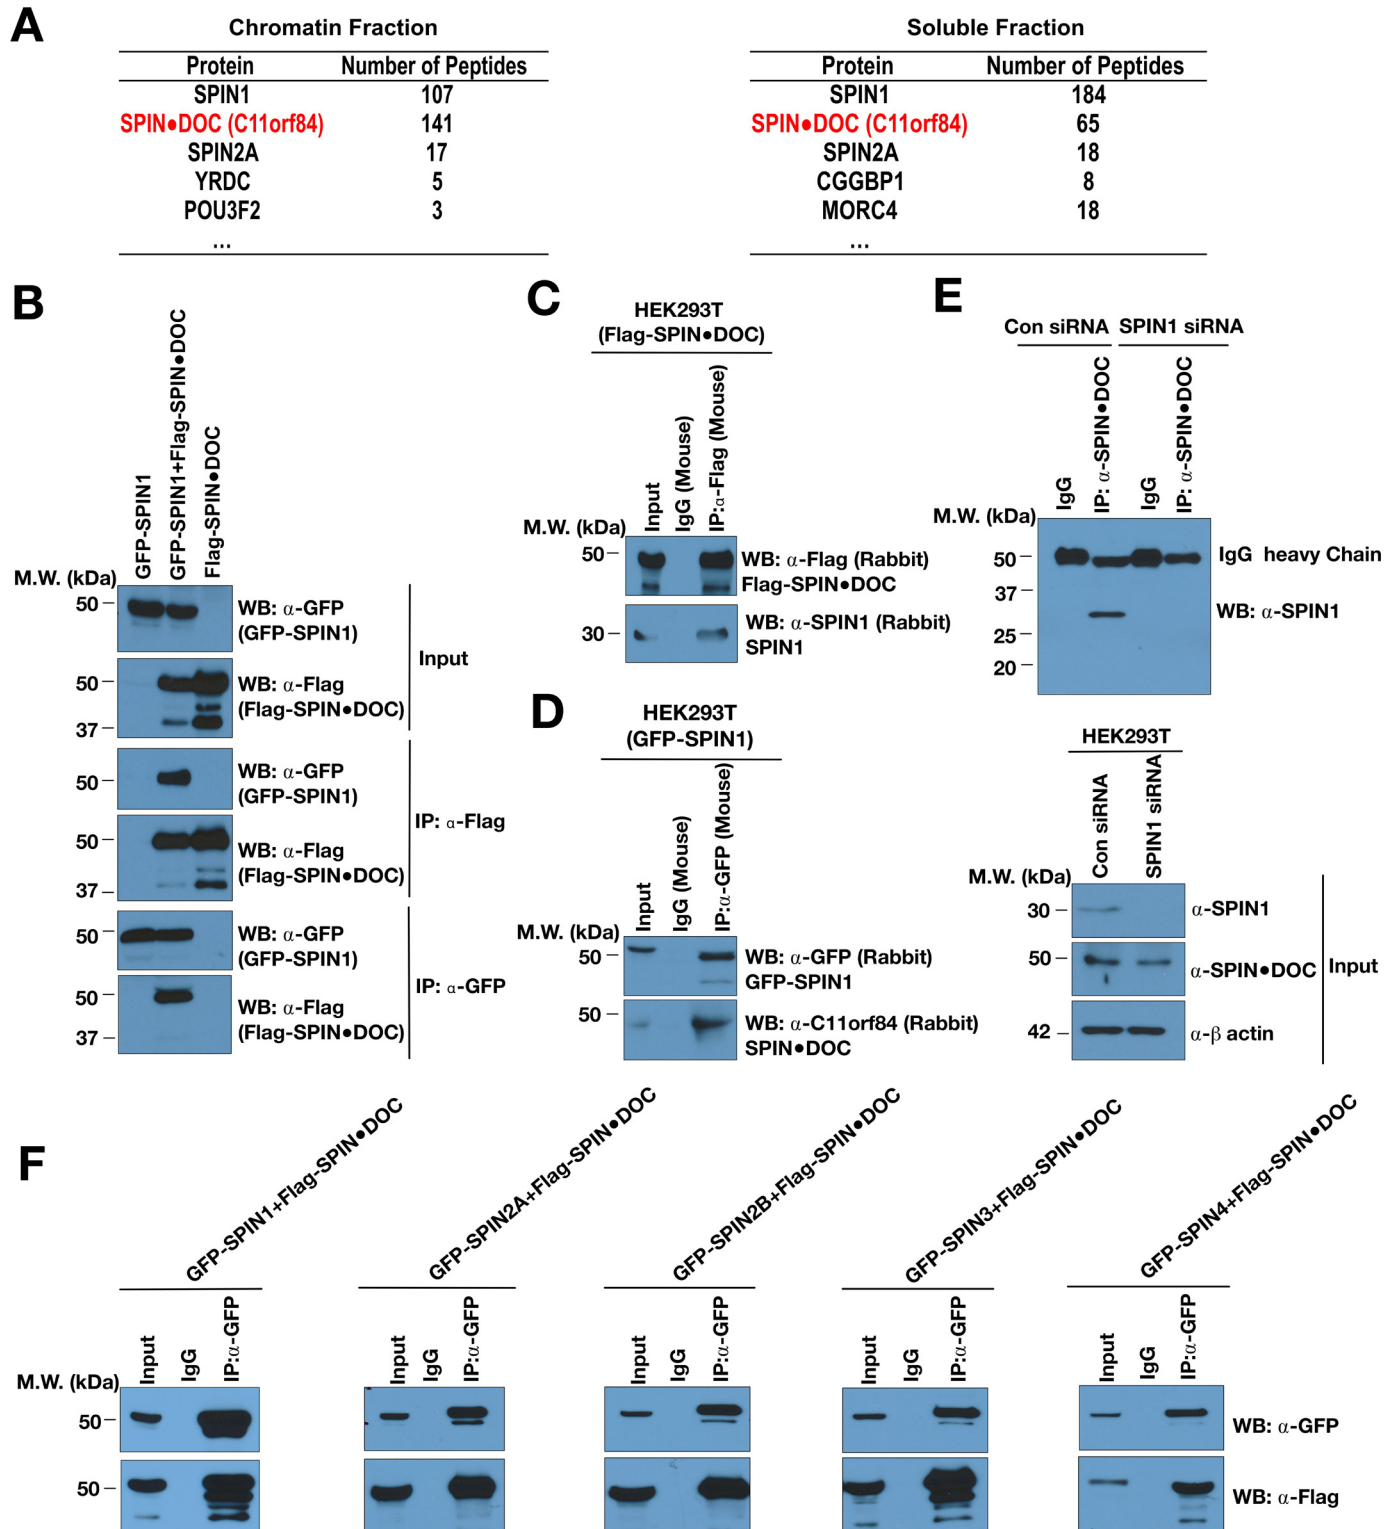 A
Chromatin Fraction
Protein Number of Peptides
SPIN1 107
SPIN●DOC (C11orf84) 141
SPIN2A 17
YRDC 5
POU3F2 3
...
Soluble Fraction
Protein Number of Peptides
SPIN1 184
SPIN●DOC (C11orf84) 65
SPIN2A 18
CGGBP1 8
MORC4 18
...
B
GFP-SPIN1
GFP-SPIN1+Flag-SPIN●DOC
Flag-SPIN●DOC
M.W. (kDa)
50
WB: α-GFP
(GFP-SPIN1)
50
37
WB: α-Flag
(Flag-SPIN●DOC)
Input
50
WB: α-GFP
(GFP-SPIN1)
50
37
WB: α-Flag
(Flag-SPIN●DOC)
IP: α-Flag
50
WB: α-GFP
(GFP-SPIN1)
50
37
WB: α-Flag
(Flag-SPIN●DOC)
IP: α-GFP
C
HEK293T
(Flag-SPIN●DOC)
Input
IgG (Mouse)
IP:α-Flag (Mouse)
M.W. (kDa)
50
WB: α-Flag (Rabbit)
Flag-SPIN●DOC
30
WB: α-SPIN1 (Rabbit)
SPIN1
D
HEK293T
(GFP-SPIN1)
Input
IgG (Mouse)
IP:α-GFP (Mouse)
M.W. (kDa)
50
WB: α-GFP (Rabbit)
GFP-SPIN1
50
WB: α-C11orf84 (Rabbit)
SPIN●DOC
E
Con siRNA SPIN1 siRNA
IgG
IP: α-SPIN●DOC
IgG
IP: α-SPIN●DOC
M.W. (kDa)
50
37
25
20
IgG heavy Chain
WB: α-SPIN1
HEK293T
Con siRNA
SPIN1 siRNA
M.W. (kDa)
30
α-SPIN1
50
α-SPIN●DOC
42
α-β actin
Input
F
GFP-SPIN1+Flag-SPIN●DOC
GFP-SPIN2A+Flag-SPIN●DOC
GFP-SPIN2B+Flag-SPIN●DOC
GFP-SPIN3+Flag-SPIN●DOC
GFP-SPIN4+Flag-SPIN●DOC
Input IgG IP:α-GFP
Input IgG IP:α-GFP
Input IgG IP:α-GFP
Input IgG IP:α-GFP
Input IgG IP:α-GFP
M.W. (kDa)
50
WB: α-GFP
50
WB: α-Flag